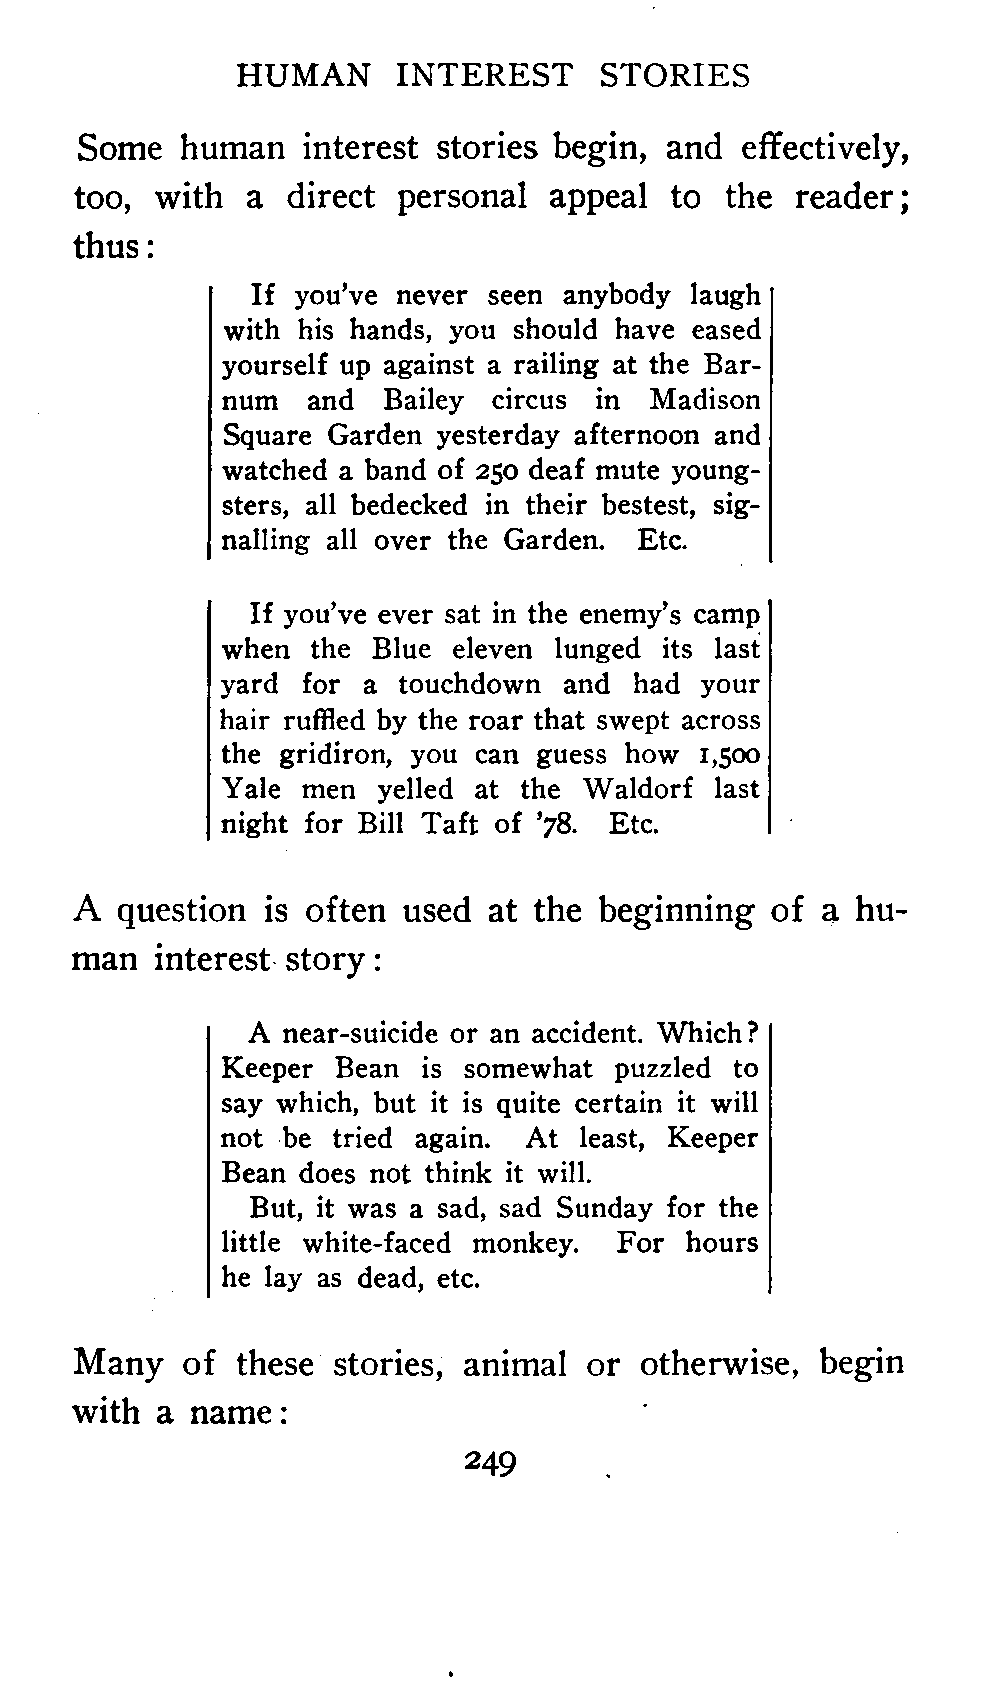 HUMAN INTEREST STORIES
Some human interest stories begin, and effectively,
too, with a direct personal appeal to the reader;
thus:
If you've never seen anybody laugh
with his hands, you should have eased
yourself up against a railing at the Bar-
num and Bailey circus in Madison
Square Garden yesterday afternoon and
watched a band of 250 deaf mute young-
sters, all bedecked in their bestest, sig-
nalling all over the Garden. Etc.
If you've ever sat in the enemy's camp
when the Blue eleven lunged its last
yard for a touchdown and had your
hair ruffled by the roar that swept across
the gridiron, you can guess how 1,500
Yale men yelled at the Waldorf last
night for Bill Taft of '78. Etc.
A question is often used at the beginning of a hu-
man interest story:
A near-suicide or an accident. Which?
Keeper Bean is somewhat puzzled to
say which, but it is quite certain it will
not be tried again. At least, Keeper
Bean does not think it will.
But, it was a sad, sad Sunday for the
little white-faced monkey. For hours
he lay as dead, etc.
Many of these stories, animal or otherwise, begin
with a name:
249